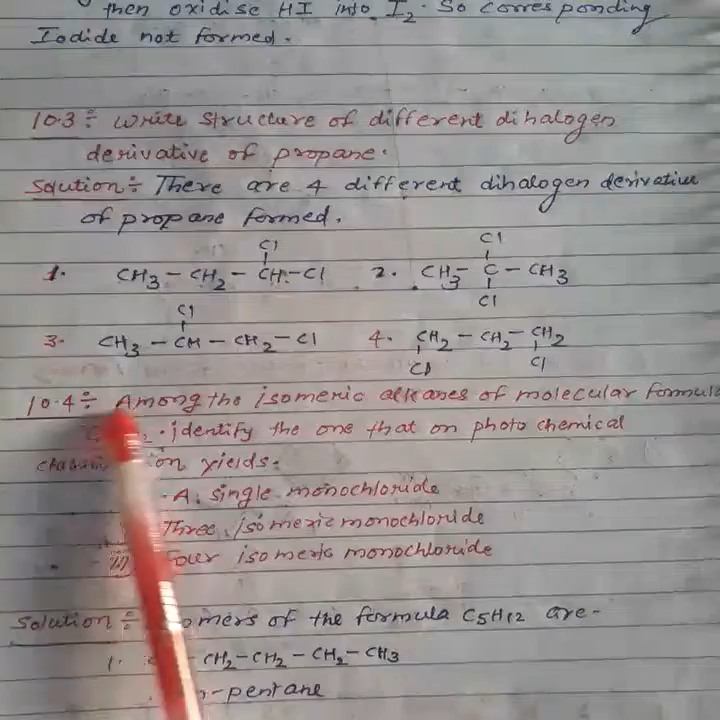 then oxidise HI into I2. So corresponding
Iodide not formed.
10.3÷ write structure of different dihalogen
derivative of propane.
Solution÷ There are 4 different dihalogen derivative
of propane formed.
Cl
1. CH3-CH2-CH-Cl
Cl
2. CH3-C-CH3
Cl
Cl
3. CH3-CH-CH2-Cl
4. CH2-CH2-CH2
Cl Cl
10.4÷ Among the isomeric alkanes of molecular formula
identify the one that on photo chemical
on yields.
A single monochloride
Three isomeric monochloride
Four isomeric monochloride
Solution÷ of the formula C5H12 are-
1. CH2-CH2-CH2-CH3
-pentane